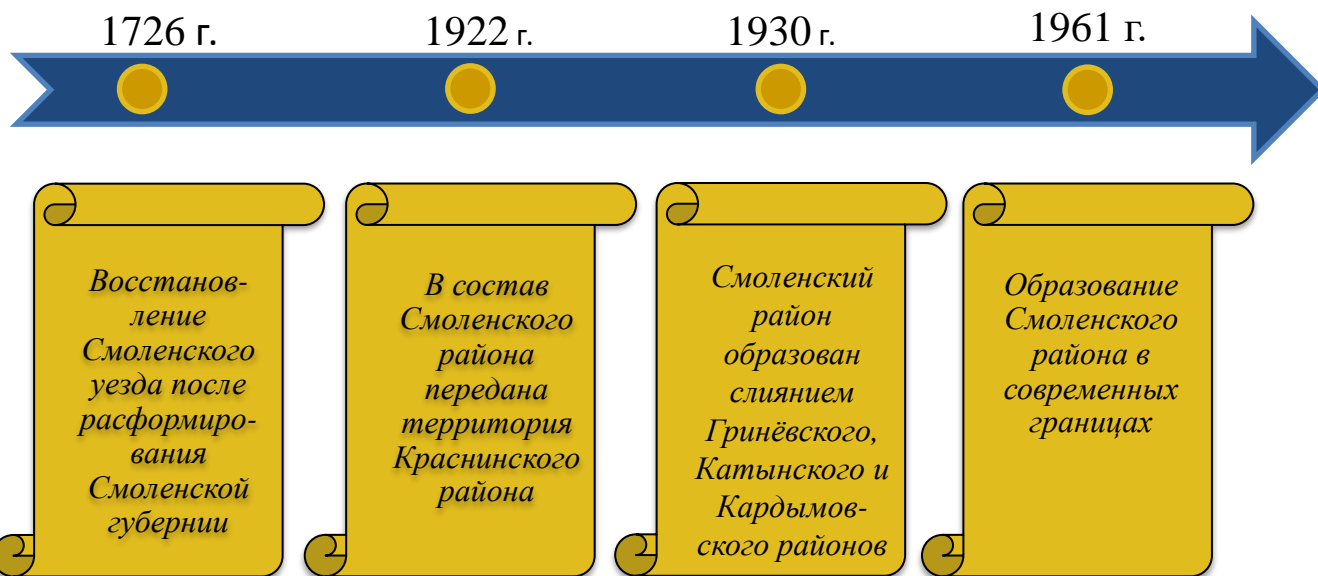 1726 г.
1922 г.
1930 г.
1961 г.
Восстанов-
ление
Смоленского
уезда после
расформиро-
вания
Смоленской
губернии
В состав
Смоленского
района
передана
территория
Краснинского
района
Смоленский
район
образован
слиянием
Гринёвского,
Катынского и
Кардымов-
ского районов
Образование
Смоленского
района в
современных
границах